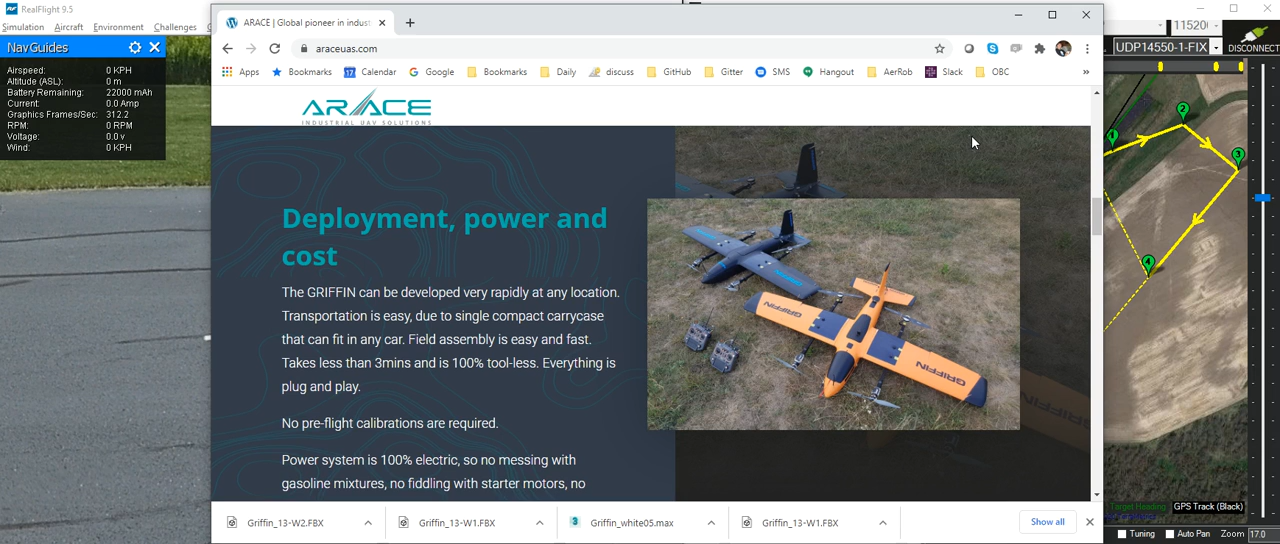 RealFlight 9.5
Simulation Aircraft Environment Challenges
NavGuides
Airspeed: 0 KPH
Altitude (ASL): 0 m
Battery Remaining: 22000 mAh
Current: 0.0 Amp
Graphics Frames/Sec: 312.2
RPM: 0 RPM
Voltage: 0.0 v
Wind: 0 KPH
ARACE | Global pioneer in indust
araceuas.com
Apps Bookmarks Calendar Google Bookmarks Daily discuss GitHub Gitter SMS Hangout AerRob Slack OBC
ARACE
INDUSTRIAL UAV SOLUTIONS
Deployment, power and
cost
The GRIFFIN can be developed very rapidly at any location.
Transportation is easy, due to single compact carrycase
that can fit in any car. Field assembly is easy and fast.
Takes less than 3mins and is 100% tool-less. Everything is
plug and play.
No pre-flight calibrations are required.
Power system is 100% electric, so no messing with
gasoline mixtures, no fiddling with starter motors, no
GRIFFIN
GRIFFIN
Griffin_13-W2.FBX
Griffin_13-W1.FBX
Griffin_white05.max
Griffin_13-W1.FBX
Show all
11520
UDP14550-1-FIX
DISCONNECT
2
3
4
Target Heading
GPS Track (Black)
Tuning Auto Pan Zoom 17.0